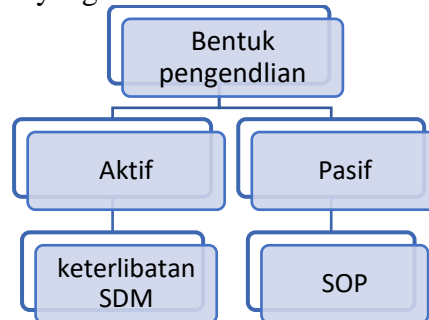 Bentuk
pengendlian
Aktif
Pasif
keterlibatan
SDM
SOP